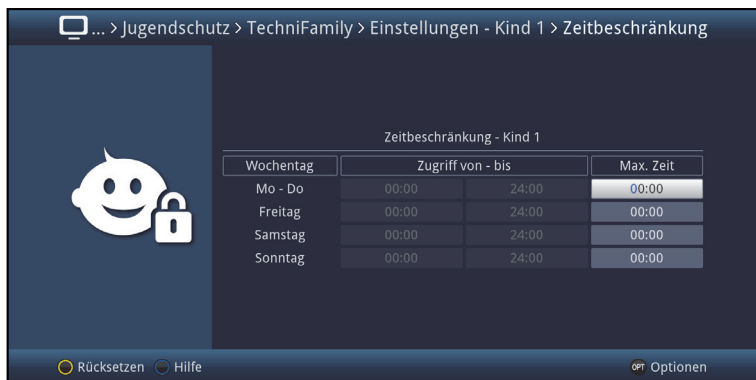 ... > Jugendschutz > TechniFamily > Einstellungen - Kind 1 > Zeitbeschränkung
Zeitbeschränkung - Kind 1
Wochentag Zugriff von - bis Max. Zeit
Mo - Do 00:00 24:00 00:00
Freitag 00:00 24:00 00:00
Samstag 00:00 24:00 00:00
Sonntag 00:00 24:00 00:00
Rücksetzen Hilfe OPT Optionen